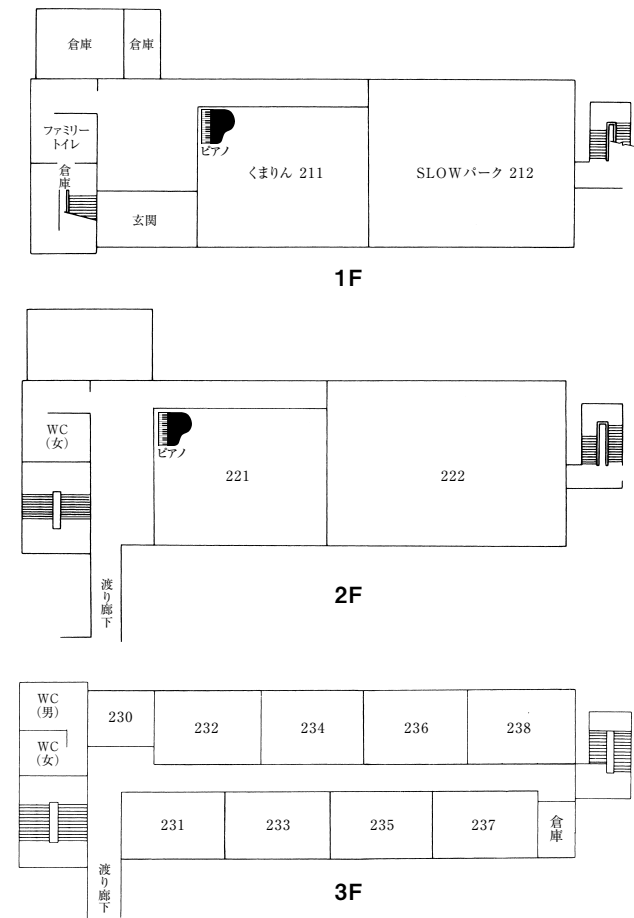 倉庫
倉庫
ファミリー
トイレ
倉庫
玄関
ピアノ
くまりん 211
SLOWパーク 212
1F
WC
(女)
ピアノ
221
222
渡り廊下
2F
WC
(男)
WC
(女)
230
232
234
236
238
231
233
235
237
倉庫
渡り廊下
3F